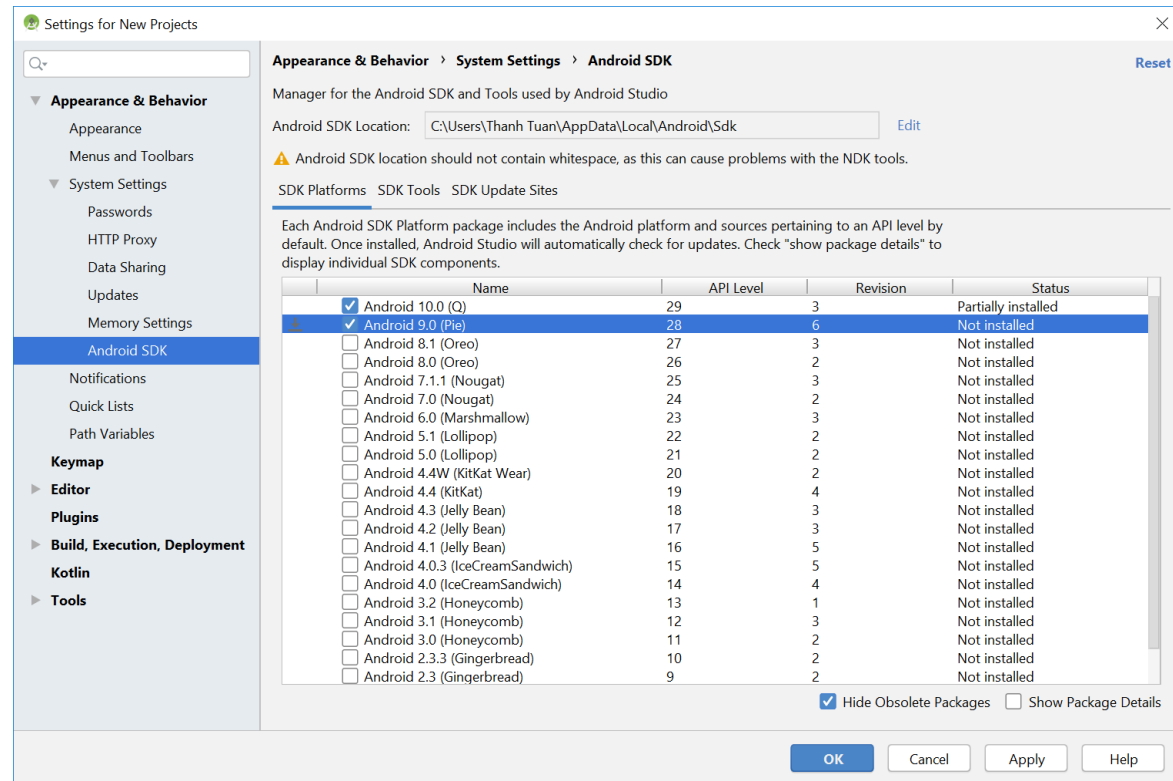 Settings for New Projects
Appearance & Behavior
Appearance
Menus and Toolbars
System Settings
Passwords
HTTP Proxy
Data Sharing
Updates
Memory Settings
Android SDK
Notifications
Quick Lists
Path Variables
Keymap
Editor
Plugins
Build, Execution, Deployment
Kotlin
Tools
Appearance & Behavior › System Settings › Android SDK Reset
Manager for the Android SDK and Tools used by Android Studio
Android SDK Location: C:\Users\Thanh Tuan\AppData\Local\Android\Sdk Edit
Android SDK location should not contain whitespace, as this can cause problems with the NDK tools.
SDK Platforms SDK Tools SDK Update Sites
Each Android SDK Platform package includes the Android platform and sources pertaining to an API level by
default. Once installed, Android Studio will automatically check for updates. Check "show package details" to
display individual SDK components.
Name API Level Revision Status
Android 10.0 (Q) 29 3 Partially installed
Android 9.0 (Pie) 28 6 Not installed
Android 8.1 (Oreo) 27 3 Not installed
Android 8.0 (Oreo) 26 2 Not installed
Android 7.1.1 (Nougat) 25 3 Not installed
Android 7.0 (Nougat) 24 2 Not installed
Android 6.0 (Marshmallow) 23 3 Not installed
Android 5.1 (Lollipop) 22 2 Not installed
Android 5.0 (Lollipop) 21 2 Not installed
Android 4.4W (KitKat Wear) 20 2 Not installed
Android 4.4 (KitKat) 19 4 Not installed
Android 4.3 (Jelly Bean) 18 3 Not installed
Android 4.2 (Jelly Bean) 17 3 Not installed
Android 4.1 (Jelly Bean) 16 5 Not installed
Android 4.0.3 (IceCreamSandwich) 15 5 Not installed
Android 4.0 (IceCreamSandwich) 14 4 Not installed
Android 3.2 (Honeycomb) 13 1 Not installed
Android 3.1 (Honeycomb) 12 3 Not installed
Android 3.0 (Honeycomb) 11 2 Not installed
Android 2.3.3 (Gingerbread) 10 2 Not installed
Android 2.3 (Gingerbread) 9 2 Not installed
Hide Obsolete Packages Show Package Details
OK Cancel Apply Help